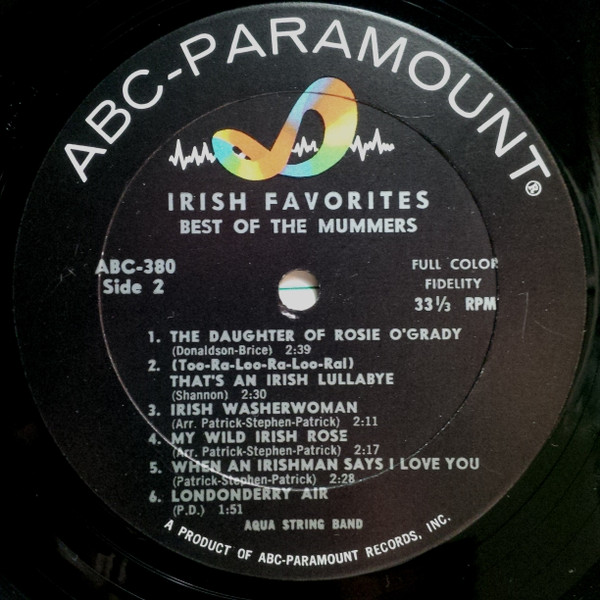 ABC-PARAMOUNT®
IRISH FAVORITES
BEST OF THE MUMMERS
ABC-380
Side 2
FULL COLOR
FIDELITY
33⅓ RPM
1. THE DAUGHTER OF ROSIE O'GRADY
(Donaldson-Brice) 2:39
2. (Too-Ra-Loo-Ra-Loo-Ral)
THAT'S AN IRISH LULLABYE
(Shannon) 2:30
3. IRISH WASHERWOMAN
(Arr. Patrick-Stephen-Patrick) 2:11
4. MY WILD IRISH ROSE
(Arr. Patrick-Stephen-Patrick) 2:17
5. WHEN AN IRISHMAN SAYS I LOVE YOU
(Patrick-Stephen-Patrick) 2:28
6. LONDONDERRY AIR
(P.D.) 1:51
AQUA STRING BAND
A PRODUCT OF ABC-PARAMOUNT RECORDS, INC.